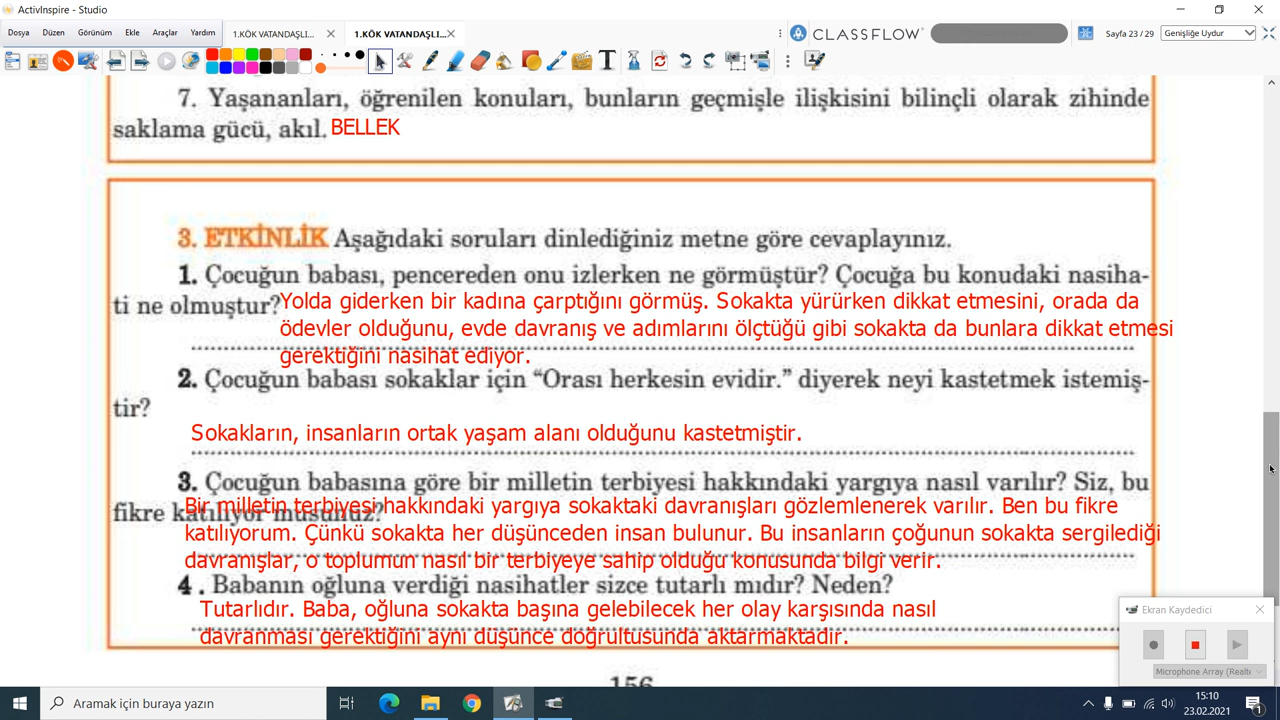 ActivInspire - Studio
Dosya Düzen Görünüm Ekle Araçlar Yardım
1.KÖK VATANDAŞLI...
1.KÖK VATANDAŞLI...
CLASSFLOW
Sayfa 23 / 29
Genişliğe Uydur
7. Yaşananları, öğrenilen konuları, bunların geçmişle ilişkisini bilinçli olarak zihinde
saklama gücü, akıl. BELLEK
3. ETKİNLİK Aşağıdaki soruları dinlediğiniz metne göre cevaplayınız.
1. Çocuğun babası, pencereden onu izlerken ne görmüştür? Çocuğa bu konudaki nasiha-
ti ne olmuştur?
Yolda giderken bir kadına çarptığını görmüş. Sokakta yürürken dikkat etmesini, orada da
ödevler olduğunu, evde davranış ve adımlarını ölçtüğü gibi sokakta da bunlara dikkat etmesi
gerektiğini nasihat ediyor.
2. Çocuğun babası sokaklar için “Orası herkesin evidir.” diyerek neyi kastetmek istemiş-
tir?
Sokakların, insanların ortak yaşam alanı olduğunu kastetmiştir.
3. Çocuğun babasına göre bir milletin terbiyesi hakkındaki yargıya nasıl varılır? Siz, bu
fikre katılıyor musunuz?
Bir milletin terbiyesi hakkındaki yargıya sokaktaki davranışları gözlemlenerek varılır. Ben bu fikre
katılıyorum. Çünkü sokakta her düşünceden insan bulunur. Bu insanların çoğunun sokakta sergilediği
davranışlar, o toplumun nasıl bir terbiyeye sahip olduğu konusunda bilgi verir.
4 . Babanın oğluna verdiği nasihatler sizce tutarlı mıdır? Neden?
Tutarlıdır. Baba, oğluna sokakta başına gelebilecek her olay karşısında nasıl
davranması gerektiğini aynı düşünce doğrultusunda aktarmaktadır.
156
Ekran Kaydedici
Microphone Array (Realte
Aramak için buraya yazın
15:10
23.02.2021
1